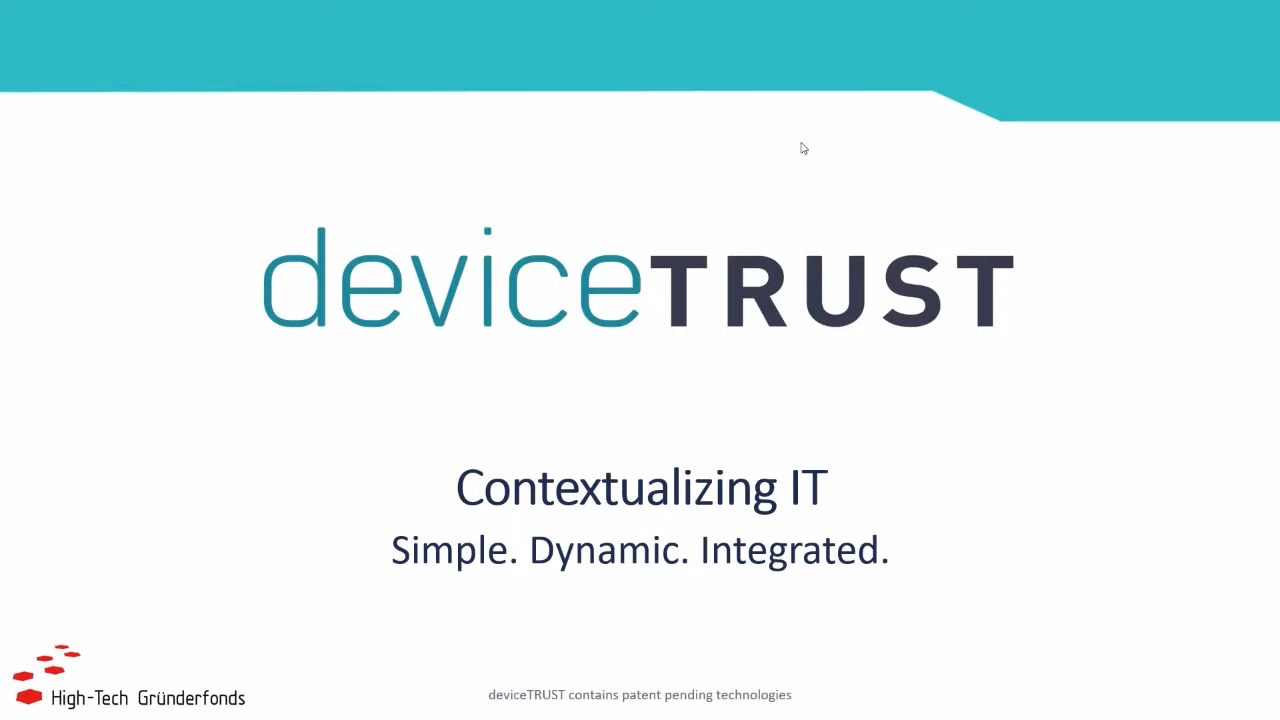 deviceTRUST
Contextualizing IT
Simple. Dynamic. Integrated.
High-Tech Gründerfonds
deviceTRUST contains patent pending technologies